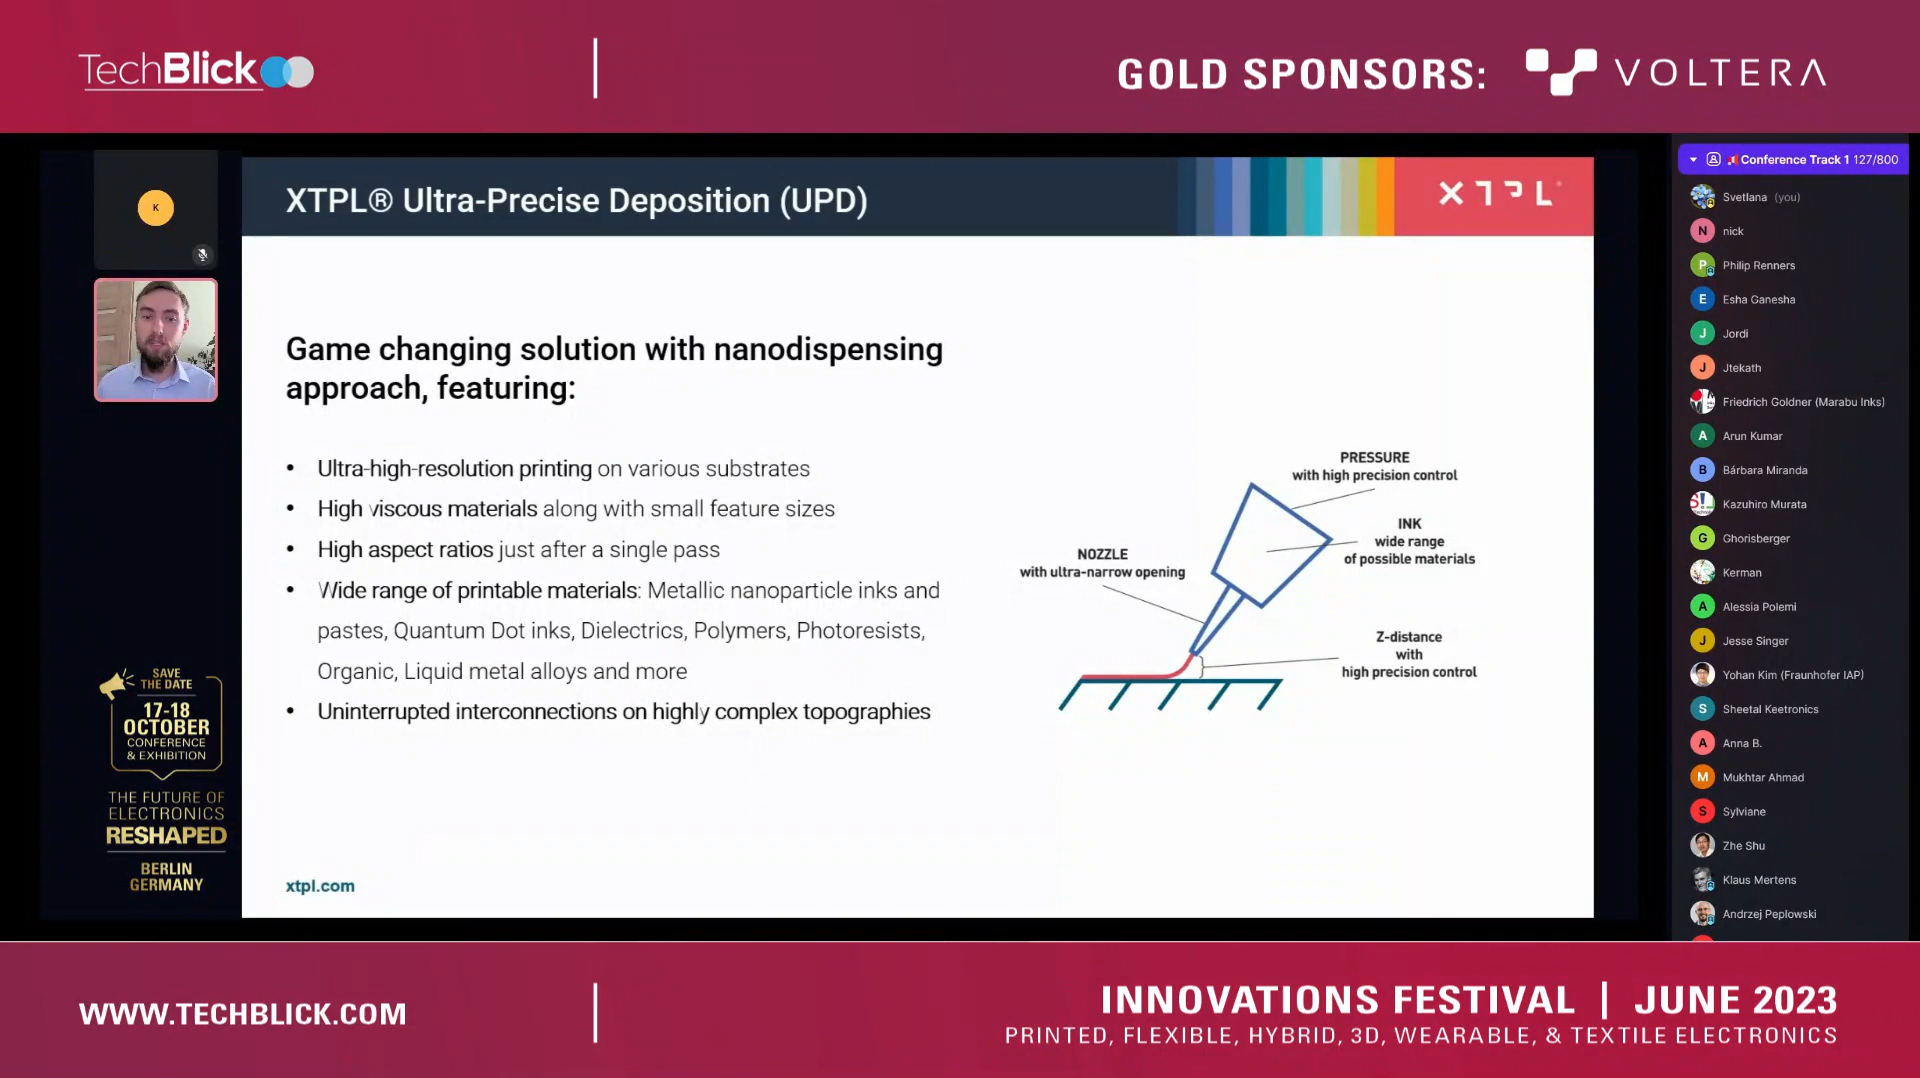 TechBlick
GOLD SPONSORS:
VOLTERA
K
XTPL® Ultra-Precise Deposition (UPD)
XTPL
Game changing solution with nanodispensing
approach, featuring:
• Ultra-high-resolution printing on various substrates
• High viscous materials along with small feature sizes
• High aspect ratios just after a single pass
• Wide range of printable materials: Metallic nanoparticle inks and
pastes, Quantum Dot inks, Dielectrics, Polymers, Photoresists,
Organic, Liquid metal alloys and more
• Uninterrupted interconnections on highly complex topographies
PRESSURE
with high precision control
INK
wide range
of possible materials
NOZZLE
with ultra-narrow opening
Z-distance
with
high precision control
xtpl.com
SAVE
THE DATE
17-18
OCTOBER
CONFERENCE
& EXHIBITION
THE FUTURE OF
ELECTRONICS
RESHAPED
BERLIN
GERMANY
Conference Track 1 127/800
Svetlana (you)
N nick
P Philip Renners
E Esha Ganesha
J Jordi
J Jtekath
Friedrich Goldner (Marabu Inks)
A Arun Kumar
B Bárbara Miranda
Kazuhiro Murata
G Ghorisberger
Kerman
A Alessia Polemi
J Jesse Singer
Yohan Kim (Fraunhofer IAP)
S Sheetal Keetronics
A Anna B.
M Mukhtar Ahmad
S Sylviane
Zhe Shu
Klaus Mertens
Andrzej Peplowski
WWW.TECHBLICK.COM
INNOVATIONS FESTIVAL | JUNE 2023
PRINTED, FLEXIBLE, HYBRID, 3D, WEARABLE, & TEXTILE ELECTRONICS